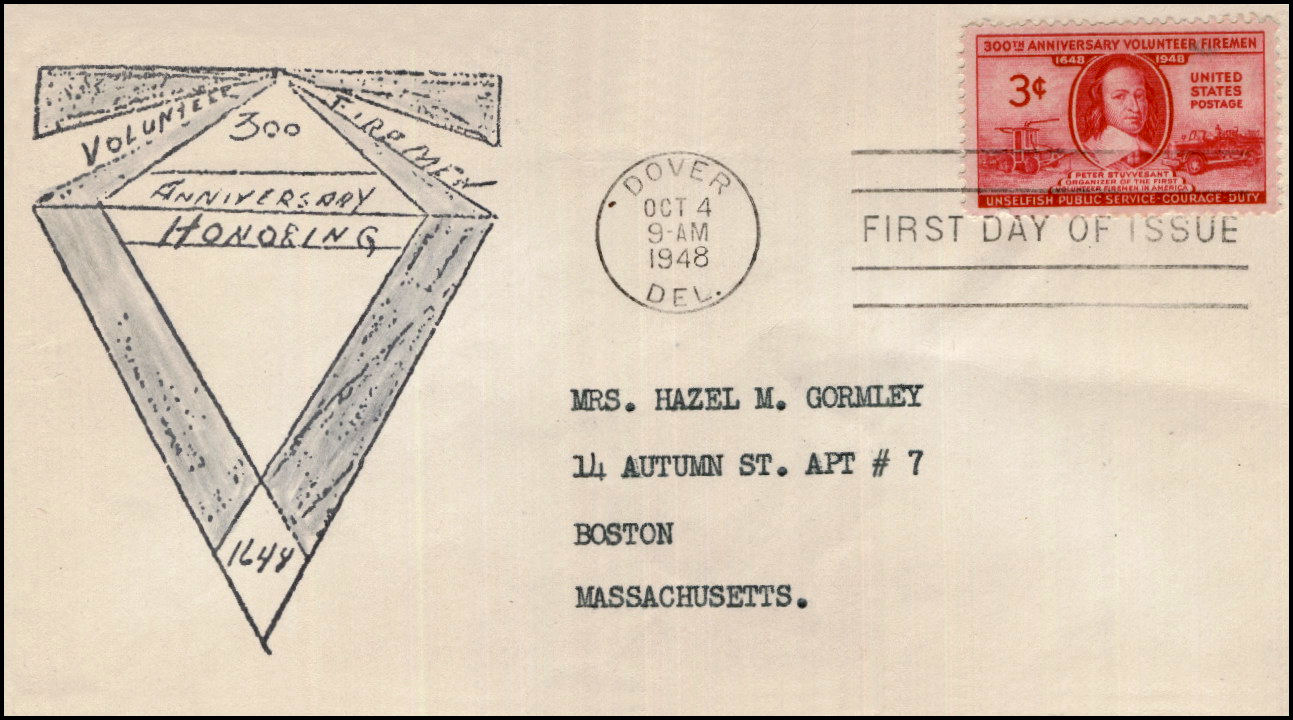 VOLUNTEER FIREMEN
300
ANNIVERSARY
HONORING
1648
300TH ANNIVERSARY VOLUNTEER FIREMEN
1648 1948
3¢
UNITED
STATES
POSTAGE
PETER STUYVESANT
ORGANIZER OF THE FIRST
VOLUNTEER FIREMEN IN AMERICA
UNSELFISH PUBLIC SERVICE·COURAGE·DUTY
DOVER
OCT 4
9-AM
1948
DEL.
FIRST DAY OF ISSUE
MRS. HAZEL M. GORMLEY
14 AUTUMN ST. APT # 7
BOSTON
MASSACHUSETTS.